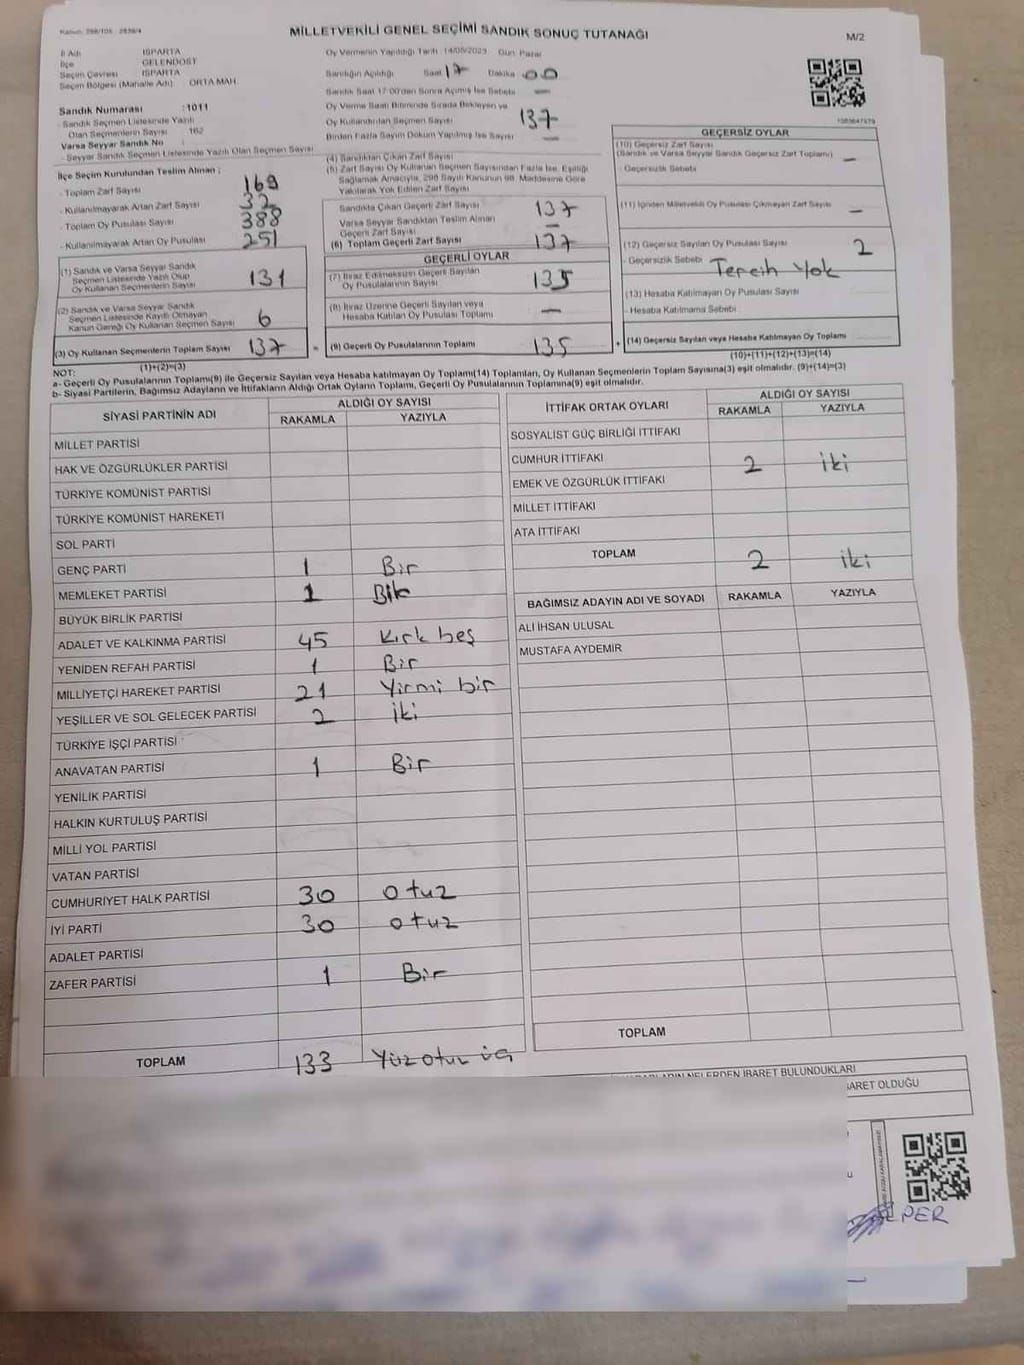 Kanun: 298/105 - 2839/4
MİLLETVEKİLİ GENEL SEÇİMİ SANDIK SONUÇ TUTANAĞI
M/2
İl Adı ISPARTA
İlçe GELENDOST
Seçim Çevresi ISPARTA
Seçim Bölgesi (Mahalle Adı) ORTA MAH.
Oy Vermenin Yapıldığı Tarih :14/05/2023 Gün Pazar
Sandığın Açıldığı Saat 17 Dakika 00
Sandık Saat 17:00'den Sonra Açılmış İse Sebebi —
Sandık Numarası :1011
- Sandık Seçmen Listesinde Yazılı
Olan Seçmenlerin Sayısı 162
Varsa Seyyar Sandık No
- Seyyar Sandık Seçmen Listesinde Yazılı Olan Seçmen Sayısı
Oy Verme Saati Bitiminde Sırada Bekleyen ve
Oy Kullandırılan Seçmen Sayısı 137
Birden Fazla Sayım Döküm Yapılmış İse Sayısı —
İlçe Seçim Kurulundan Teslim Alınan ;
- Toplam Zarf Sayısı 169
- Kullanılmayarak Artan Zarf Sayısı 32
- Toplam Oy Pusulası Sayısı 388
- Kullanılmayarak Artan Oy Pusulası 251
(4) Sandıktan Çıkan Zarf Sayısı
(5) Zarf Sayısı Oy Kullanan Seçmen Sayısından Fazla İse, Eşitliği
Sağlamak Amacıyla, 298 Sayılı Kanunun 98. Maddesine Göre
Yakılarak Yok Edilen Zarf Sayısı
Sandıkta Çıkan Geçerli Zarf Sayısı 137
Varsa Seyyar Sandıktan Teslim Alınan
Geçerli Zarf Sayısı —
(6) Toplam Geçerli Zarf Sayısı 137
GEÇERSİZ OYLAR
(10) Geçersiz Zarf Sayısı
(Sandık ve Varsa Seyyar Sandık Geçersiz Zarf Toplamı) —
- Geçersizlik Sebebi
(11) İçinden Milletvekili Oy Pusulası Çıkmayan Zarf Sayısı —
(12) Geçersiz Sayılan Oy Pusulası Sayısı 2
- Geçersizlik Sebebi Tercih Yok
(13) Hesaba Katılmayan Oy Pusulası Sayısı
- Hesaba Katılmama Sebebi
(14) Geçersiz Sayılan veya Hesaba Katılmayan Oy Toplamı
(10)+(11)+(12)+(13)=(14)
(1) Sandık ve Varsa Seyyar Sandık
Seçmen Listesinde Yazılı Olup
Oy Kullanan Seçmenlerin Sayısı 131
(2) Sandık ve Varsa Seyyar Sandık
Seçmen Listesinde Kayıtlı Olmayan
Kanun Gereği Oy Kullanan Seçmen Sayısı 6
(3) Oy Kullanan Seçmenlerin Toplam Sayısı 137 =
(1)+(2)=(3)
GEÇERLİ OYLAR
(7) İtiraz Edilmeksizin Geçerli Sayılan
Oy Pusulalarının Sayısı 135
(8) İtiraz Üzerine Geçerli Sayılan veya
Hesaba Katılan Oy Pusulası Toplamı —
(9) Geçerli Oy Pusulalarının Toplamı 135 +
NOT:
a- Geçerli Oy Pusulalarının Toplamı(9) ile Geçersiz Sayılan veya Hesaba katılmayan Oy Toplamı(14) Toplamları, Oy Kullanan Seçmenlerin Toplam Sayısına(3) eşit olmalıdır. (9)+(14)=(3)
b- Siyasi Partilerin, Bağımsız Adayların ve İttifakların Aldığı Ortak Oyların Toplamı, Geçerli Oy Pusulalarının Toplamına(9) eşit olmalıdır.
SİYASİ PARTİNİN ADI ALDIĞI OY SAYISI
RAKAMLA YAZIYLA
MİLLET PARTİSİ
HAK VE ÖZGÜRLÜKLER PARTİSİ
TÜRKİYE KOMÜNİST PARTİSİ
TÜRKİYE KOMÜNİST HAREKETİ
SOL PARTİ
GENÇ PARTİ 1 Bir
MEMLEKET PARTİSİ 1 Bir
BÜYÜK BİRLİK PARTİSİ
ADALET VE KALKINMA PARTİSİ 45 Kırk beş
YENİDEN REFAH PARTİSİ 1 Bir
MİLLİYETÇİ HAREKET PARTİSİ 21 Yirmi bir
YEŞİLLER VE SOL GELECEK PARTİSİ 2 İki
TÜRKİYE İŞÇİ PARTİSİ
ANAVATAN PARTİSİ 1 Bir
YENİLİK PARTİSİ
HALKIN KURTULUŞ PARTİSİ
MİLLİ YOL PARTİSİ
VATAN PARTİSİ
CUMHURİYET HALK PARTİSİ 30 otuz
İYİ PARTİ 30 otuz
ADALET PARTİSİ
ZAFER PARTİSİ 1 Bir
TOPLAM 133 Yüz otuz üç
İTTİFAK ORTAK OYLARI ALDIĞI OY SAYISI
RAKAMLA YAZIYLA
SOSYALİST GÜÇ BİRLİĞİ İTTİFAKI
CUMHUR İTTİFAKI 2 iki
EMEK VE ÖZGÜRLÜK İTTİFAKI
MİLLET İTTİFAKI
ATA İTTİFAKI
TOPLAM 2 iki
BAĞIMSIZ ADAYIN ADI VE SOYADI RAKAMLA YAZIYLA
ALİ İHSAN ULUSAL
MUSTAFA AYDEMİR
TOPLAM
NELERDEN İBARET BULUNDUKLARI
İBARET OLDUĞU
ALPER